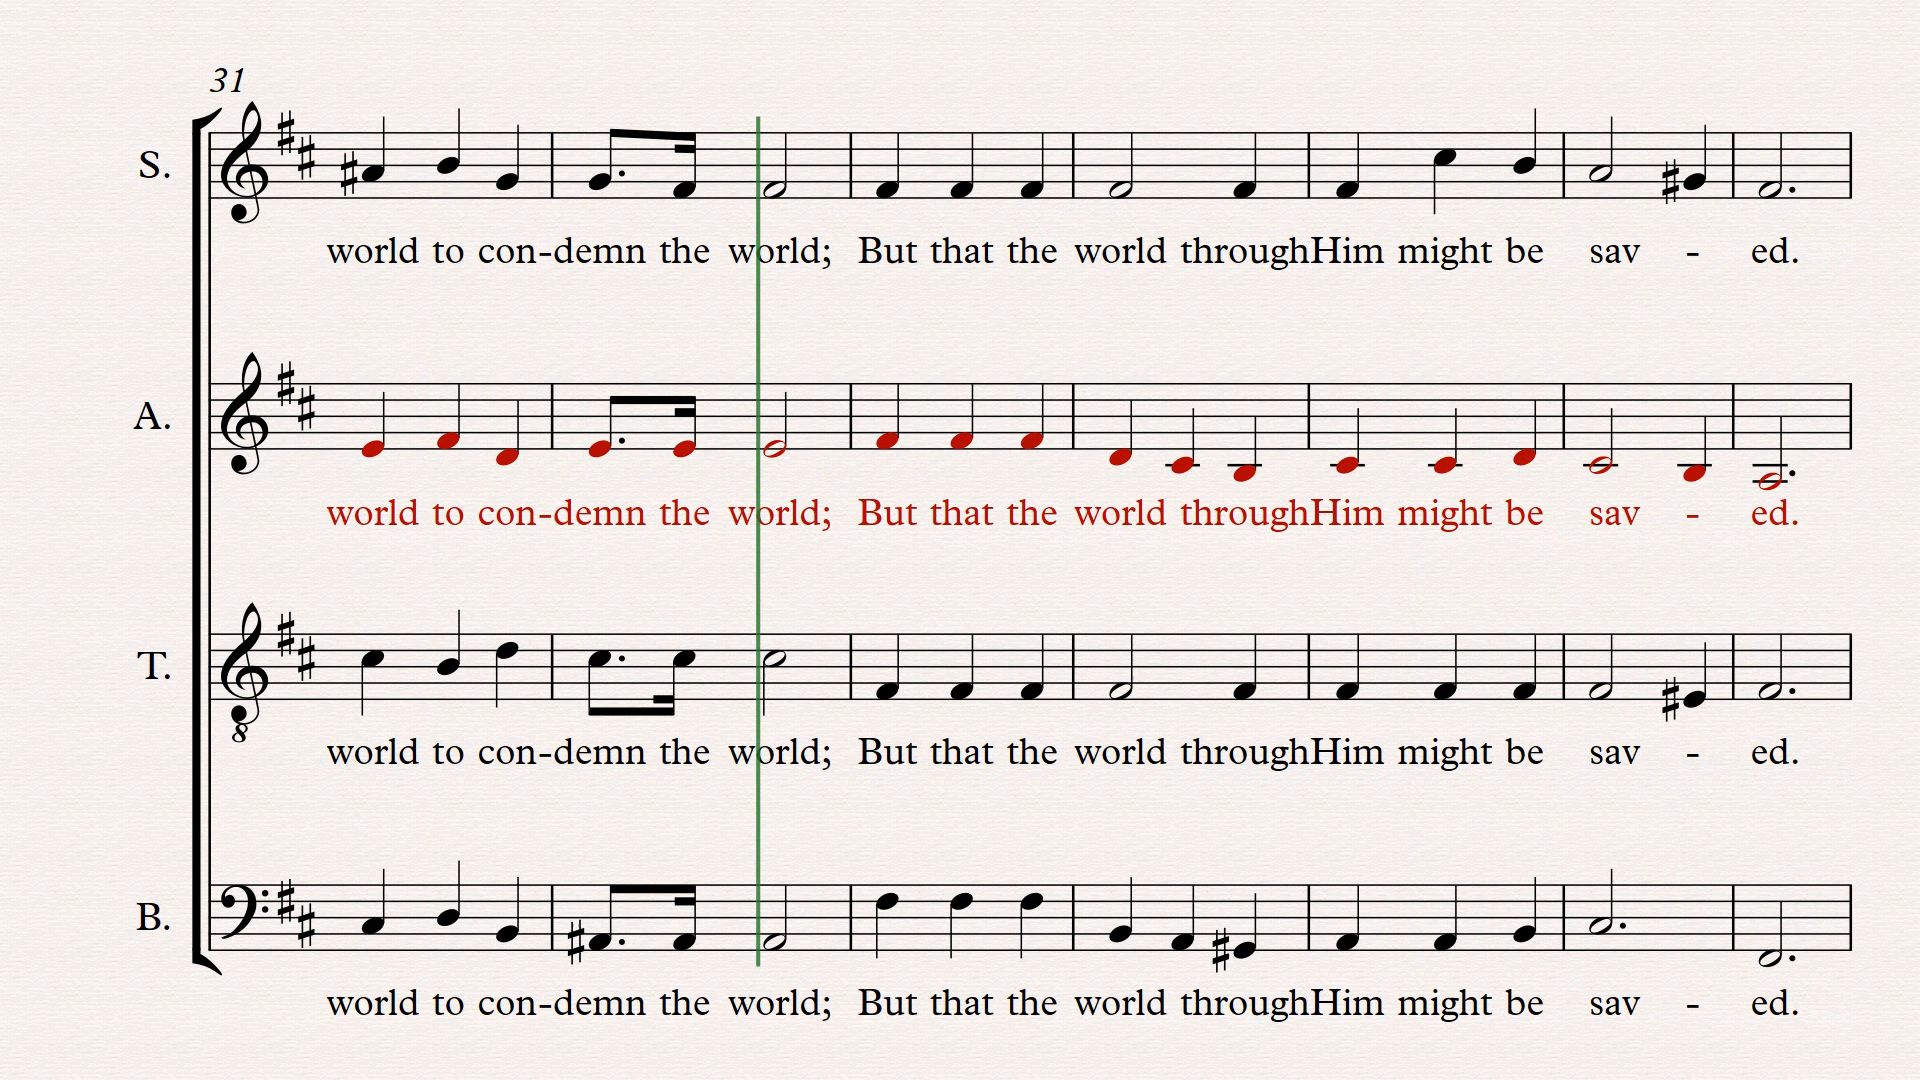 31
S.
world to con-demn the world; But that the world throughHim might be sav - ed.
A.
world to con-demn the world; But that the world throughHim might be sav - ed.
T.
8
world to con-demn the world; But that the world throughHim might be sav - ed.
B.
world to con-demn the world; But that the world throughHim might be sav - ed.